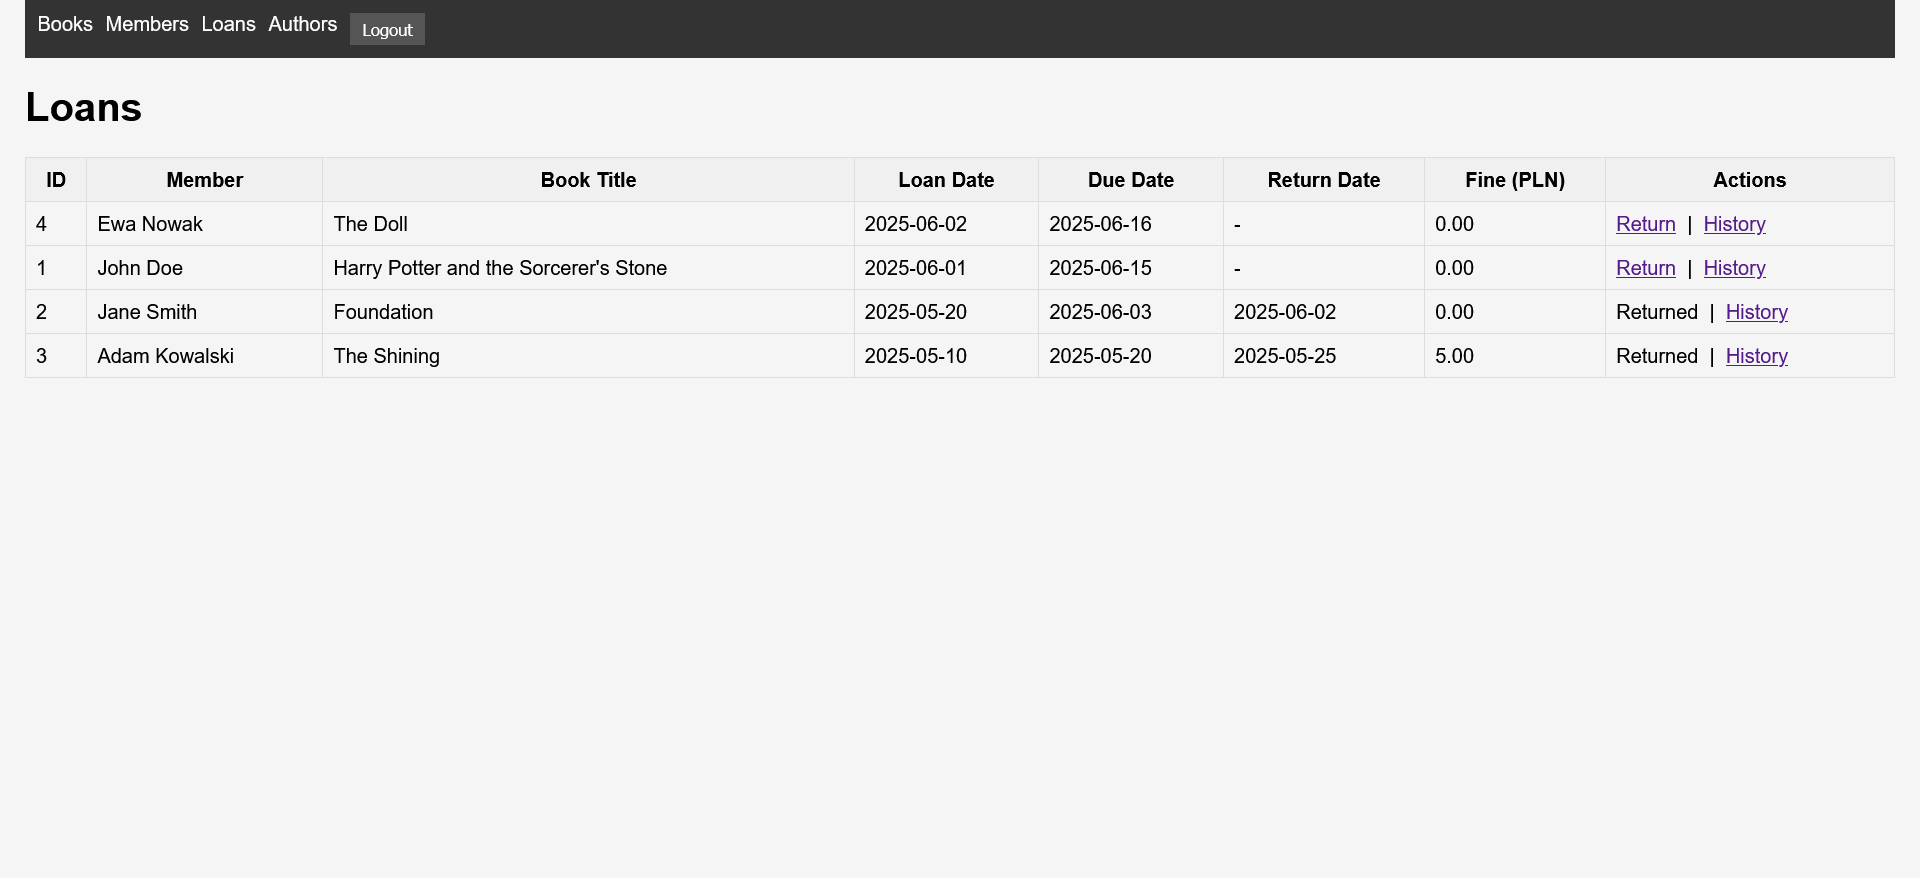 Books Members Loans Authors Logout
Loans
ID Member Book Title Loan Date Due Date Return Date Fine (PLN) Actions
4 Ewa Nowak The Doll 2025-06-02 2025-06-16 - 0.00 Return | History
1 John Doe Harry Potter and the Sorcerer's Stone 2025-06-01 2025-06-15 - 0.00 Return | History
2 Jane Smith Foundation 2025-05-20 2025-06-03 2025-06-02 0.00 Returned | History
3 Adam Kowalski The Shining 2025-05-10 2025-05-20 2025-05-25 5.00 Returned | History